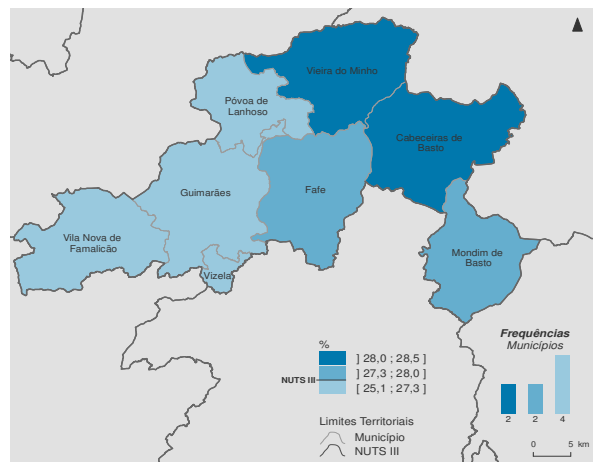 Vieira do Minho
Póvoa de
Lanhoso
Cabeceiras de
Basto
Guimarães
Fafe
Vila Nova de
Famalicão
Vizela
Mondim de
Basto
%
] 28,0 ; 28,5 ]
] 27,3 ; 28,0 ]
NUTS III
[ 25,1 ; 27,3 ]
Limites Territoriais
Município
NUTS III
Frequências
Municípios
2 2 4
0 5 km